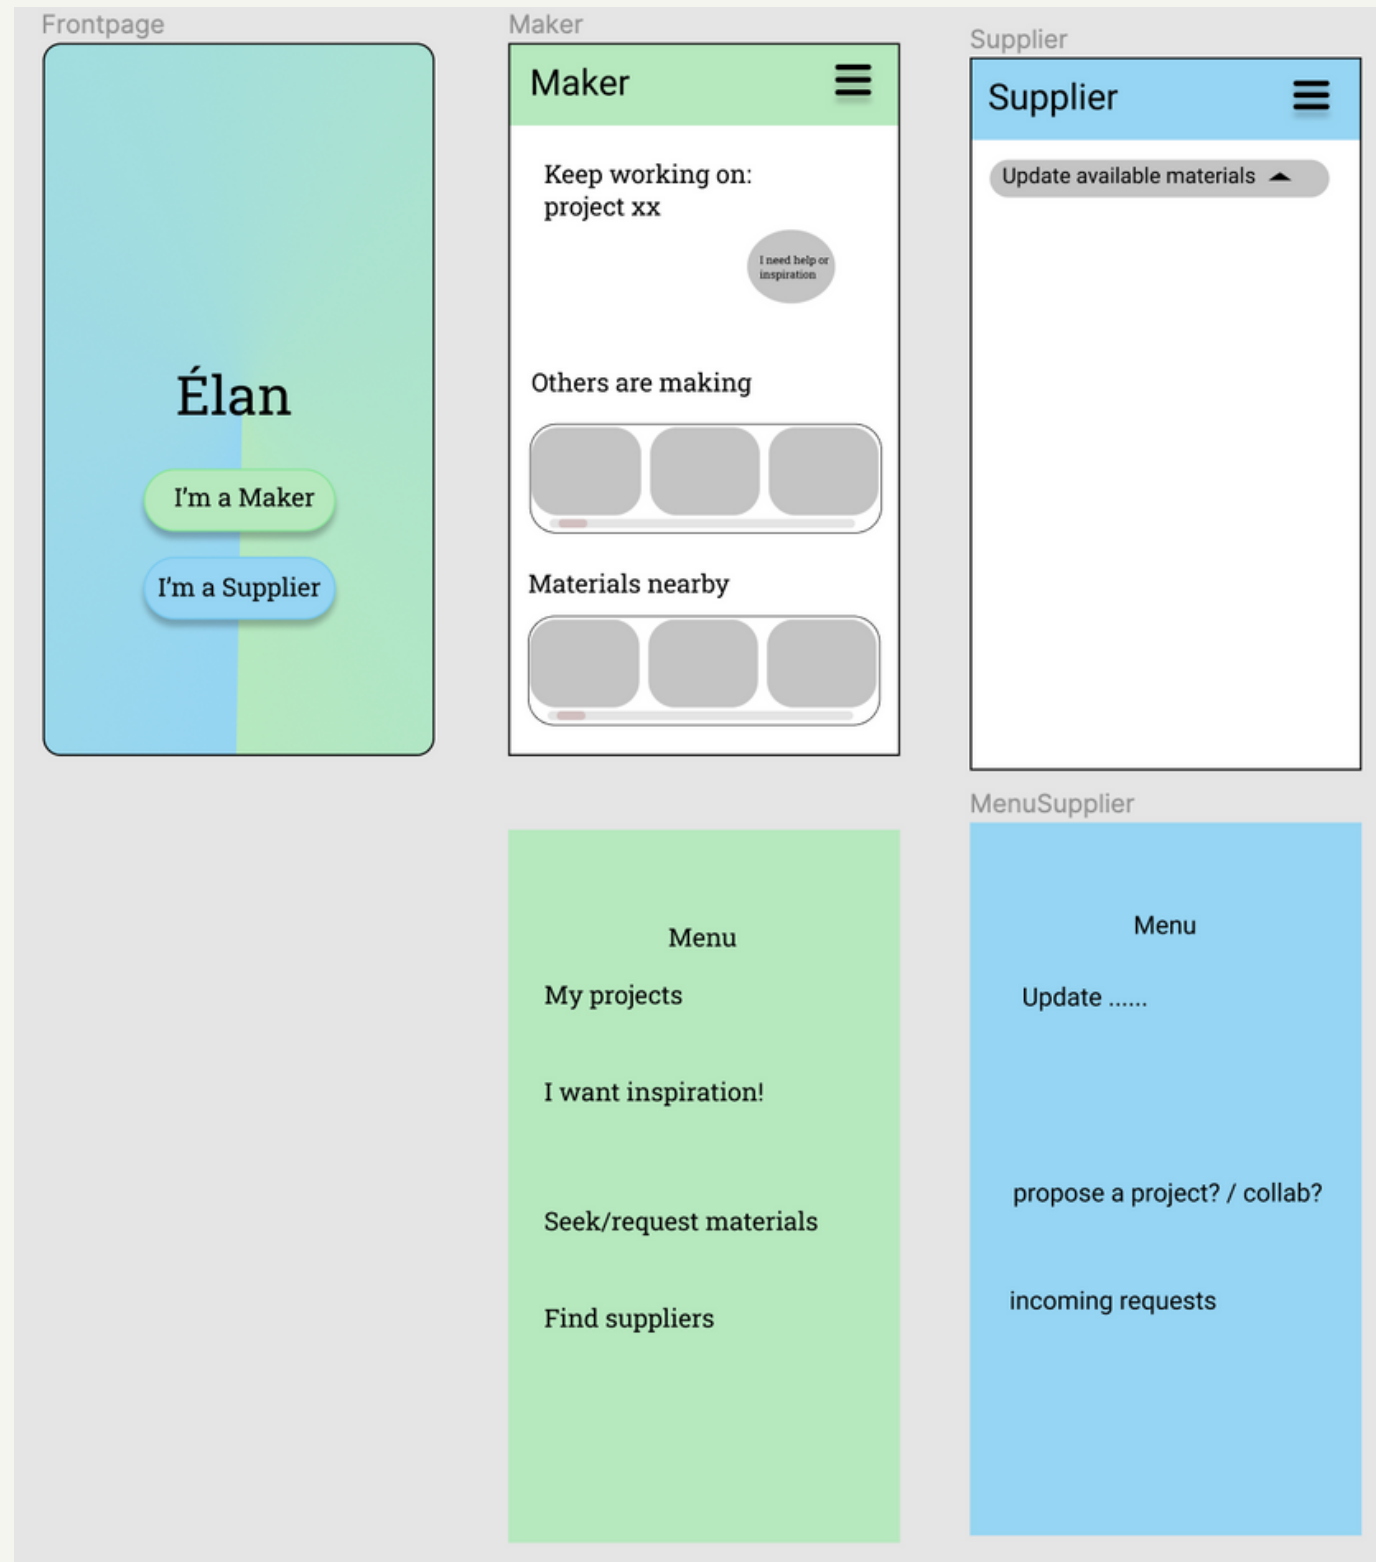 Frontpage
Élan
I'm a Maker
I'm a Supplier
Maker
Maker
Keep working on:
project xx
I need help or
inspiration
Others are making
Materials nearby
Supplier
Supplier
Update available materials
Menu
My projects
I want inspiration!
Seek/request materials
Find suppliers
MenuSupplier
Menu
Update ......
propose a project? / collab?
incoming requests